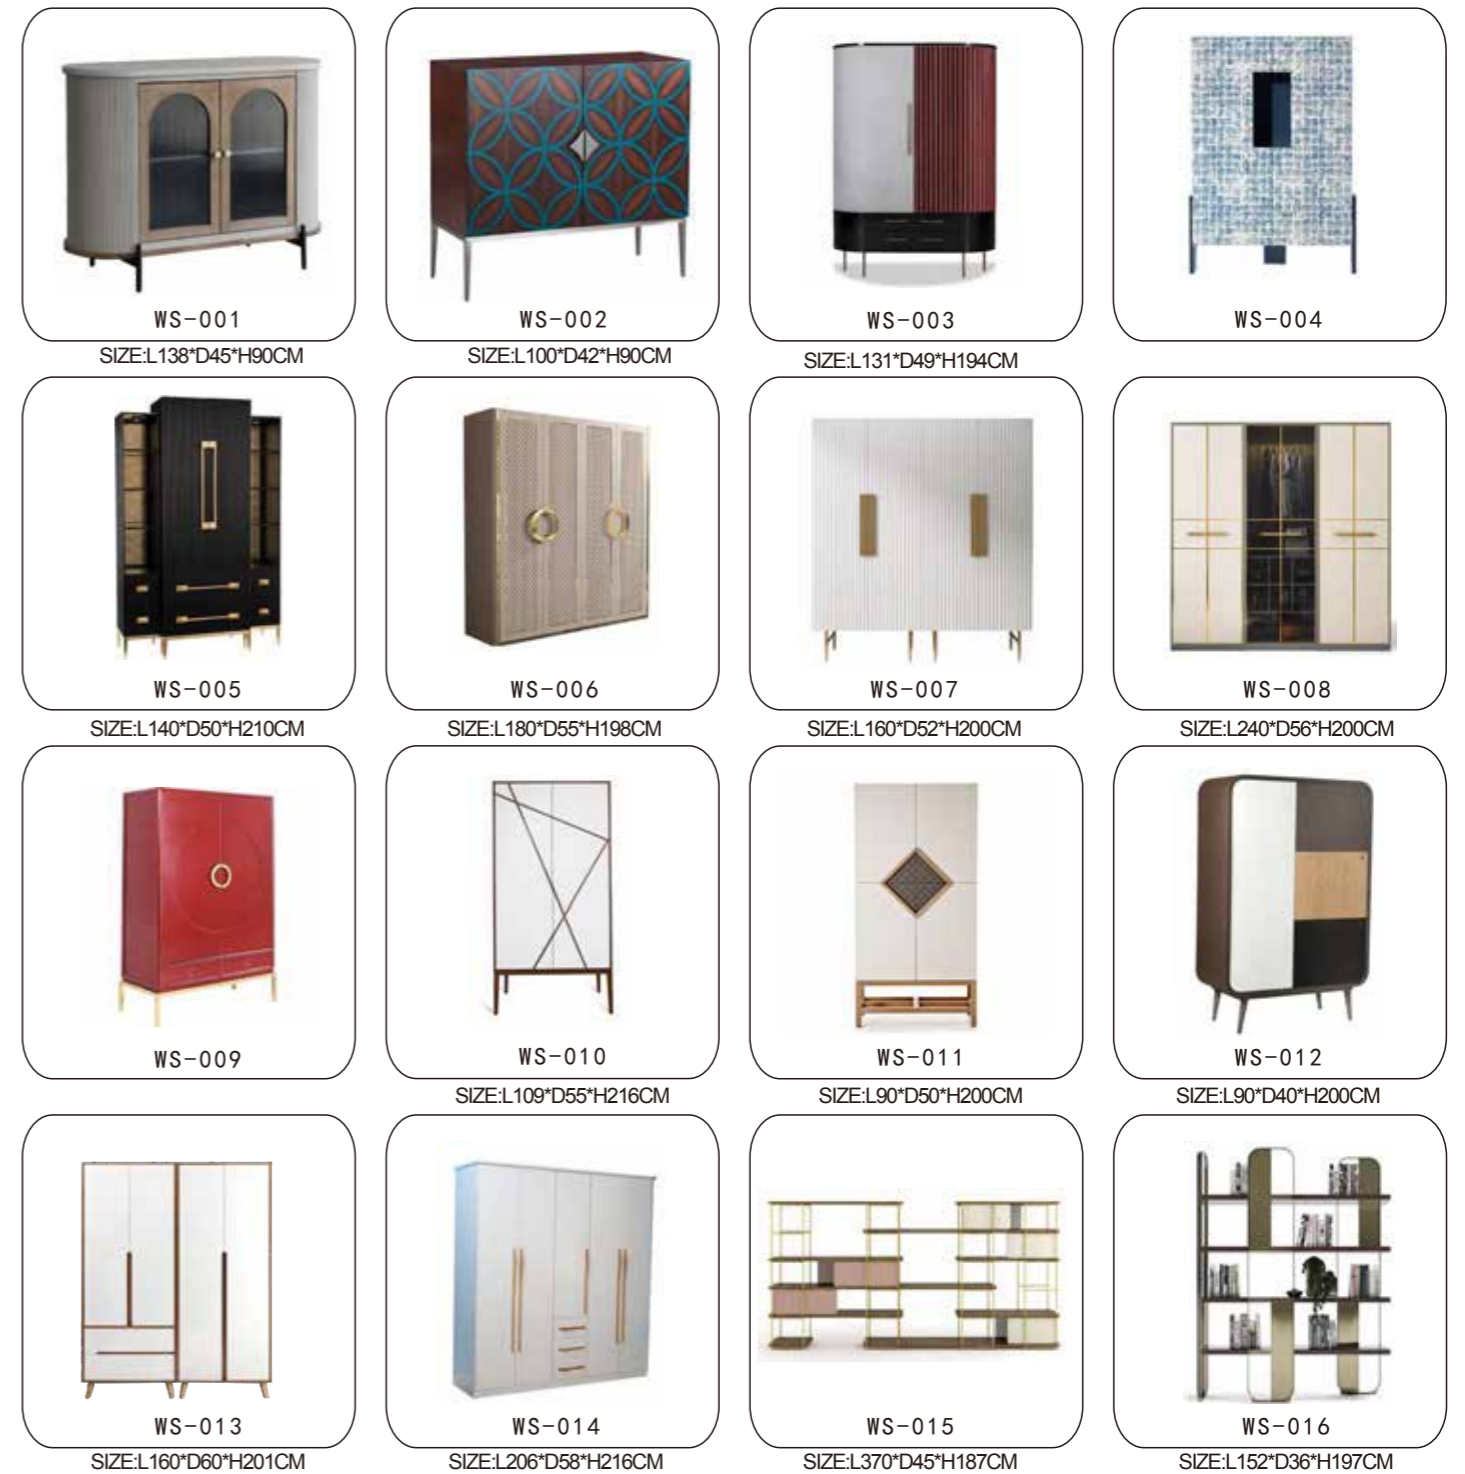 WS-001
WS-002
WS-003
WS-004
SIZE:L138*D45*H90CM
SIZE:L100*D42*H90CM
SIZE:L131*D49*H194CM
WS-005
WS-006
WS-007
WS-008
SIZE:L140*D50*H210CM
SIZE:L180*D55*H198CM
SIZE:L160*D52*H200CM
SIZE:L240*D56*H200CM
WS-009
WS-010
WS-011
WS-012
SIZE:L109*D55*H216CM
SIZE:L90*D50*H200CM
SIZE:L90*D40*H200CM
WS-013
WS-014
WS-015
WS-016
SIZE:L160*D60*H201CM
SIZE:L206*D58*H216CM
SIZE:L370*D45*H187CM
SIZE:L152*D36*H197CM